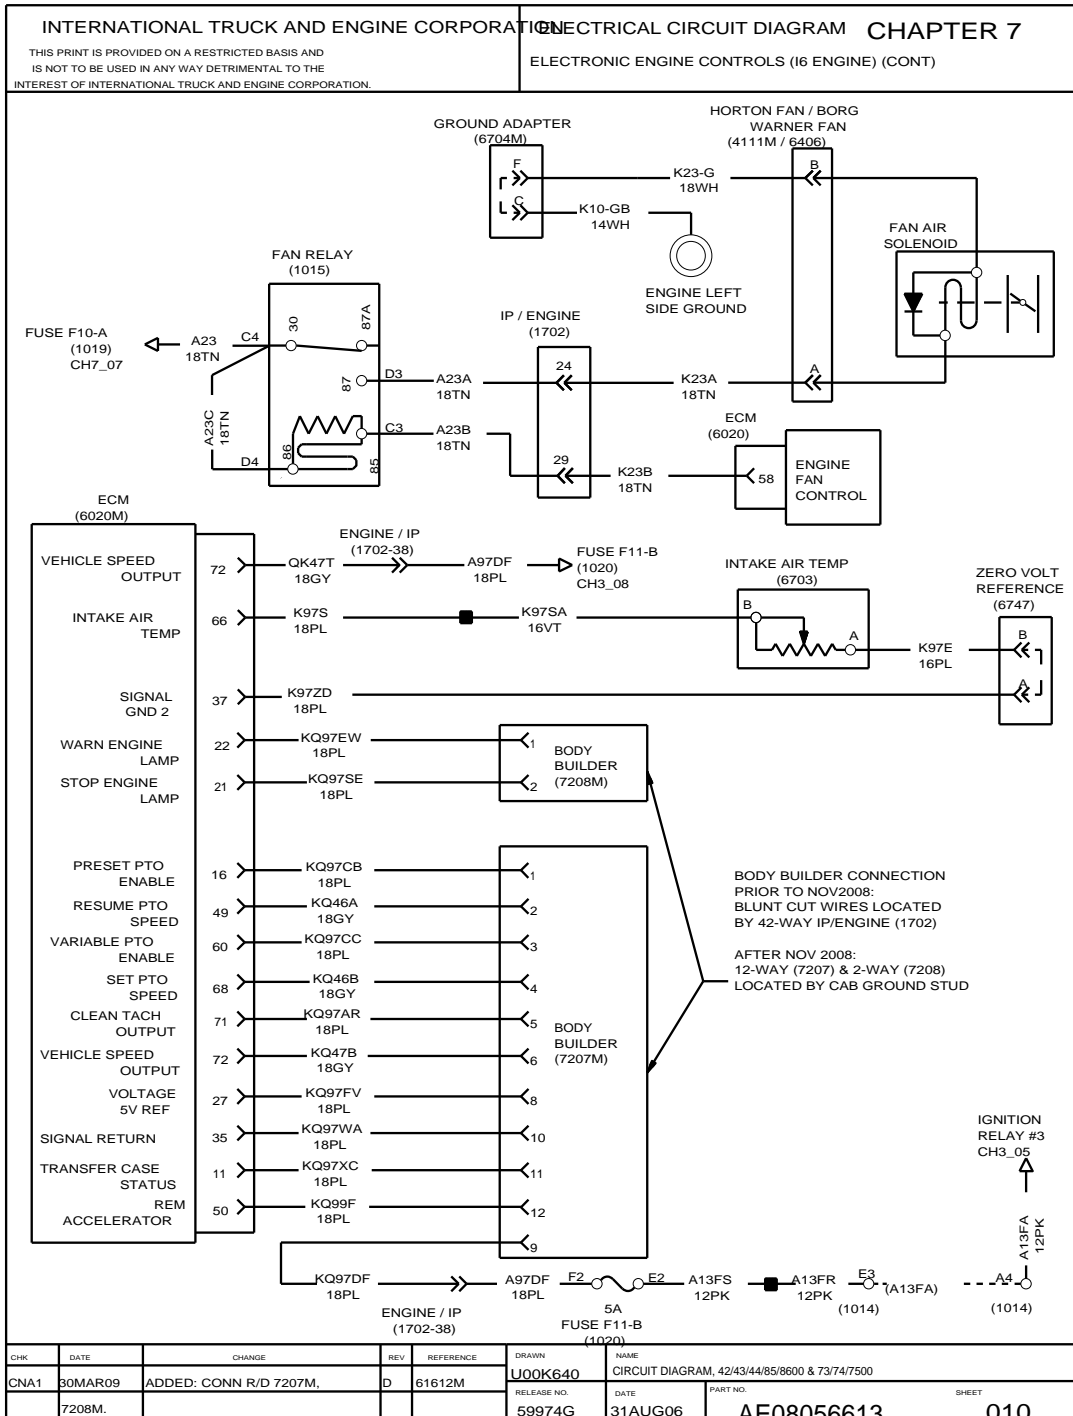 INTERNATIONAL TRUCK AND ENGINE CORPORATION
ELECTRICAL CIRCUIT DIAGRAM CHAPTER 7
THIS PRINT IS PROVIDED ON A RESTRICTED BASIS AND
IS NOT TO BE USED IN ANY WAY DETRIMENTAL TO THE
INTEREST OF INTERNATIONAL TRUCK AND ENGINE CORPORATION.
ELECTRONIC ENGINE CONTROLS (I6 ENGINE) (CONT)
GROUND ADAPTER
(6704M)
F
C
HORTON FAN / BORG
WARNER FAN
(4111M / 6406)
B
A
K23-G
18WH
K10-GB
14WH
ENGINE LEFT
SIDE GROUND
FAN AIR
SOLENOID
FAN RELAY
(1015)
30
87A
87
86
85
FUSE F10-A
(1019)
CH7_07
A23
18TN
C4
A23C
18TN
D4
D3
C3
A23A
18TN
A23B
18TN
IP / ENGINE
(1702)
24
29
K23A
18TN
K23B
18TN
ECM
(6020)
58
ENGINE
FAN
CONTROL
ECM
(6020M)
VEHICLE SPEED
OUTPUT
72
QK47T
18GY
ENGINE / IP
(1702-38)
A97DF
18PL
FUSE F11-B
(1020)
CH3_08
INTAKE AIR
TEMP
66
K97S
18PL
K97SA
16VT
INTAKE AIR TEMP
(6703)
B
A
K97E
16PL
ZERO VOLT
REFERENCE
(6747)
B
A
SIGNAL
GND 2
37
K97ZD
18PL
WARN ENGINE
LAMP
22
KQ97EW
18PL
1
STOP ENGINE
LAMP
21
KQ97SE
18PL
2
BODY
BUILDER
(7208M)
PRESET PTO
ENABLE
16
KQ97CB
18PL
1
RESUME PTO
SPEED
49
KQ46A
18GY
2
VARIABLE PTO
ENABLE
60
KQ97CC
18PL
3
SET PTO
SPEED
68
KQ46B
18GY
4
CLEAN TACH
OUTPUT
71
KQ97AR
18PL
5
VEHICLE SPEED
OUTPUT
72
KQ47B
18GY
6
VOLTAGE
5V REF
27
KQ97FV
18PL
8
SIGNAL RETURN
35
KQ97WA
18PL
10
TRANSFER CASE
STATUS
11
KQ97XC
18PL
11
REM
ACCELERATOR
50
KQ99F
18PL
12
9
BODY
BUILDER
(7207M)
BODY BUILDER CONNECTION
PRIOR TO NOV2008:
BLUNT CUT WIRES LOCATED
BY 42-WAY IP/ENGINE (1702)
AFTER NOV 2008:
12-WAY (7207) & 2-WAY (7208)
LOCATED BY CAB GROUND STUD
IGNITION
RELAY #3
CH3_05
A13FA
12PK
KQ97DF
18PL
ENGINE / IP
(1702-38)
A97DF
18PL
F2
E2
5A
FUSE F11-B
(1020)
A13FS
12PK
A13FR
12PK
E3
(1014)
(A13FA)
A4
(1014)
CHK DATE CHANGE REV REFERENCE
CNA1 30MAR09 ADDED: CONN R/D 7207M, D 61612M
7208M.
DRAWN
U00K640
NAME
CIRCUIT DIAGRAM, 42/43/44/85/8600 & 73/74/7500
RELEASE NO.
59974G
DATE
31AUG06
PART NO.
AE08056613
SHEET
010